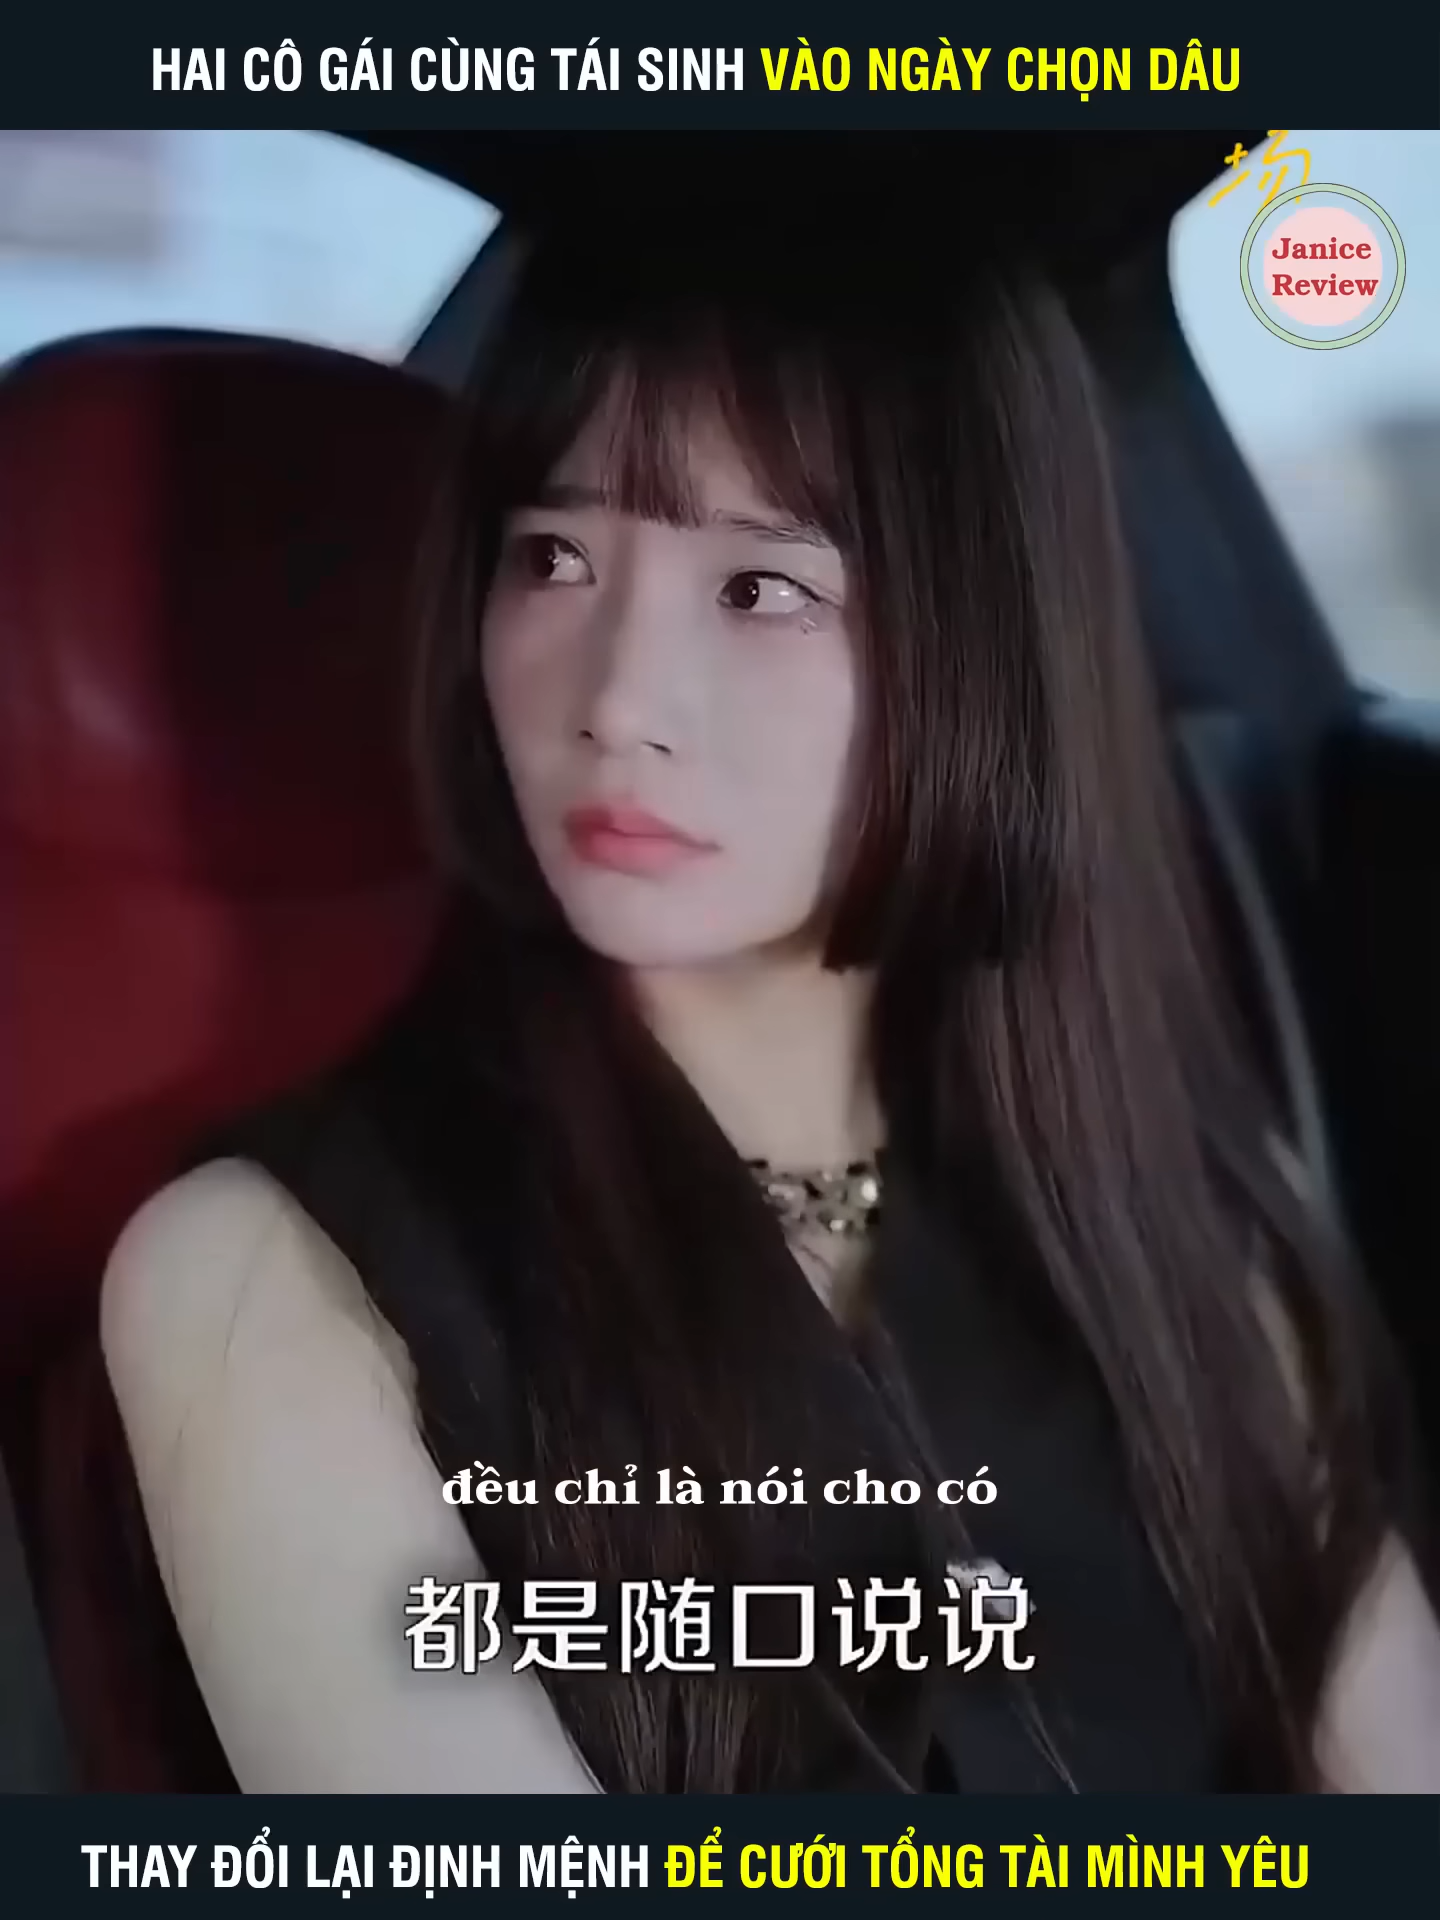 HAI CÔ GÁI CÙNG TÁI SINH VÀO NGÀY CHỌN DÂU
场
Janice
Review
đều chỉ là nói cho có
都是随口说说
THAY ĐỔI LẠI ĐỊNH MỆNH ĐỂ CƯỚI TỔNG TÀI MÌNH YÊU